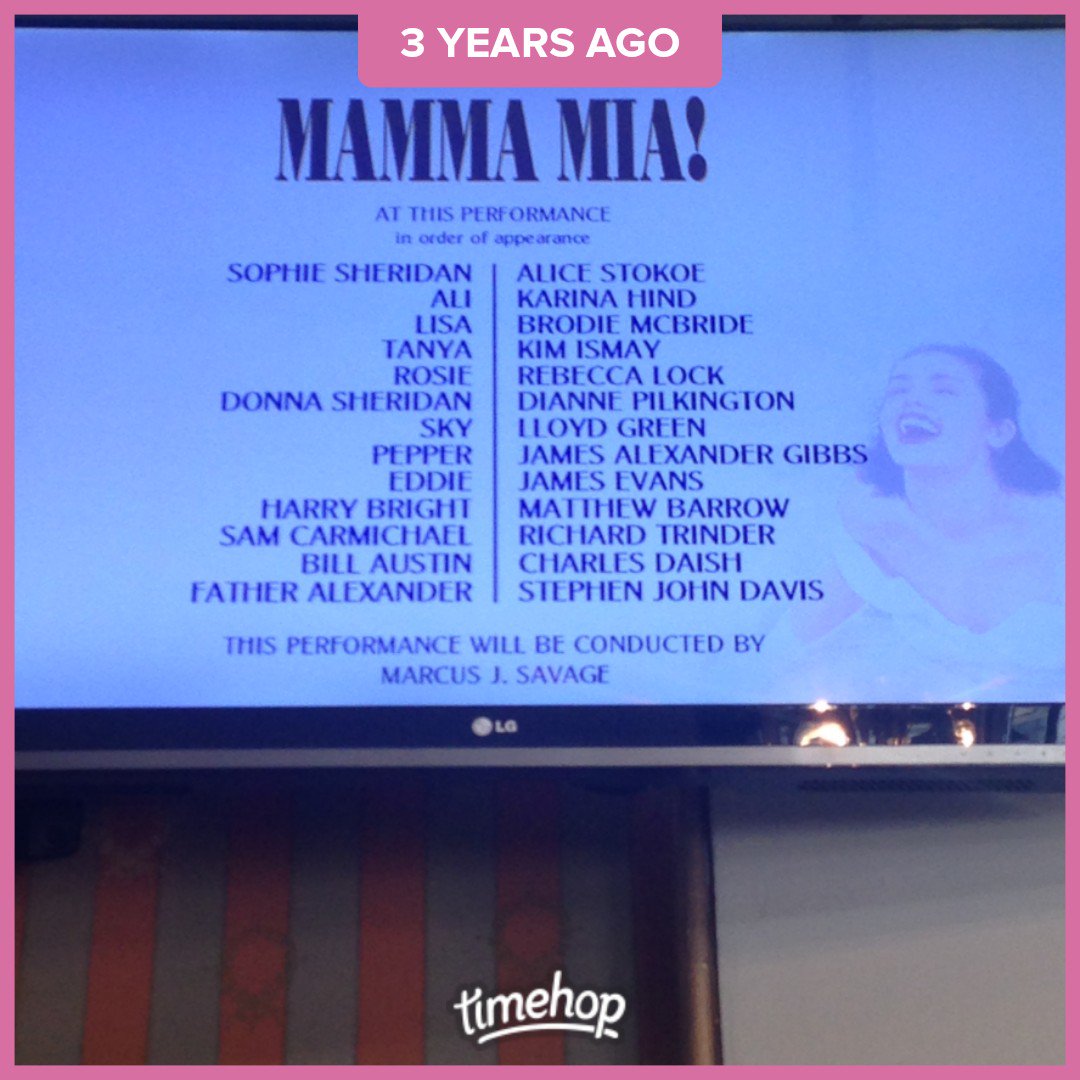 3 YEARS AGO
MAMMA MIA!
AT THIS PERFORMANCE
in order of appearance
SOPHIE SHERIDAN ALICE STOKOE
ALI KARINA HIND
LISA BRODIE MCBRIDE
TANYA KIM ISMAY
ROSIE REBECCA LOCK
DONNA SHERIDAN DIANNE PILKINGTON
SKY LLOYD GREEN
PEPPER JAMES ALEXANDER GIBBS
EDDIE JAMES EVANS
HARRY BRIGHT MATTHEW BARROW
SAM CARMICHAEL RICHARD TRINDER
BILL AUSTIN CHARLES DAISH
FATHER ALEXANDER STEPHEN JOHN DAVIS
THIS PERFORMANCE WILL BE CONDUCTED BY
MARCUS J. SAVAGE
LG
timehop